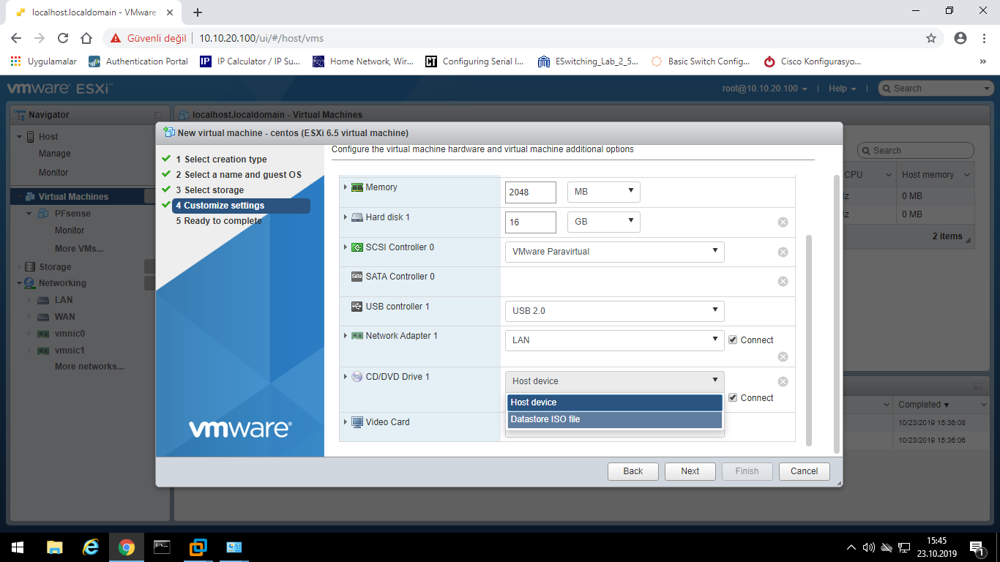 localhost.localdomain - VMware
Güvenli değil | 10.10.20.100/ui/#/host/vms
Uygulamalar Authentication Portal IP Calculator / IP Su... Home Network, Wir... Configuring Serial I... ESwitching_Lab_2_5... Basic Switch Config... Cisco Konfigurasyo...
vmware ESXi™ root@10.10.20.100 | Help | Search
Navigator
localhost.localdomain - Virtual Machines
Host
Manage
Monitor
Virtual Machines
PFsense
Monitor
More VMs...
Storage
Networking
LAN
WAN
vmnic0
vmnic1
More networks...
New virtual machine - centos (ESXi 6.5 virtual machine)
1 Select creation type
2 Select a name and guest OS
3 Select storage
4 Customize settings
5 Ready to complete
vmware®
Configure the virtual machine hardware and virtual machine additional options
Memory 2048 MB
Hard disk 1 16 GB
SCSI Controller 0 VMware Paravirtual
SATA Controller 0
USB controller 1 USB 2.0
Network Adapter 1 LAN Connect
CD/DVD Drive 1 Host device
Connect
Host device
Datastore ISO file
Video Card
Back Next Finish Cancel
Search
CPU Host memory
Hz 0 MB
Hz 0 MB
2 items
Completed
10/23/2019 15:36:08
10/23/2019 15:36:06
15:45
23.10.2019
1